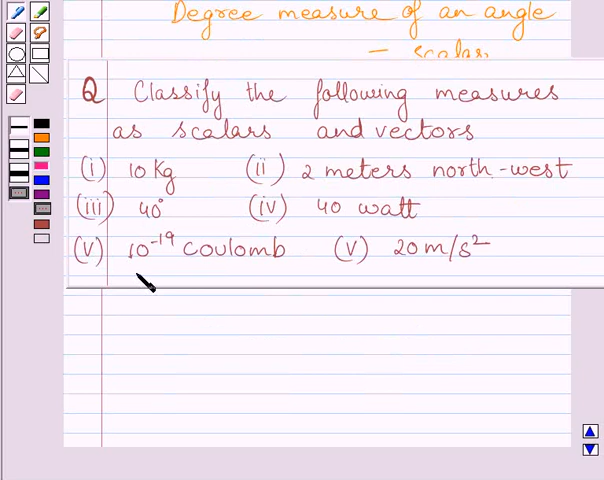 Degree measure of an angle
– scalar
Q Classify the following measures
as scalars and vectors
(i) 10 Kg (ii) 2 meters north-west
(iii) 40° (iv) 40 watt
(V) 10⁻¹⁹ Coulomb (V) 20 m/s²